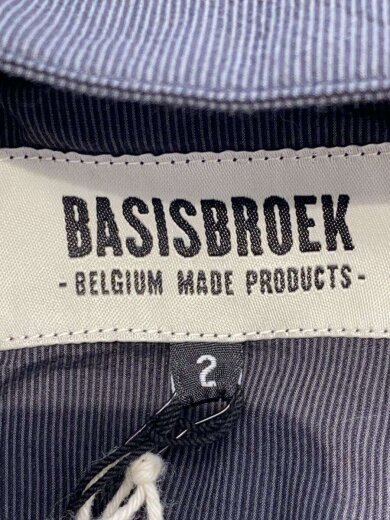 BASISBROEK
- BELGIUM MADE PRODUCTS -
2